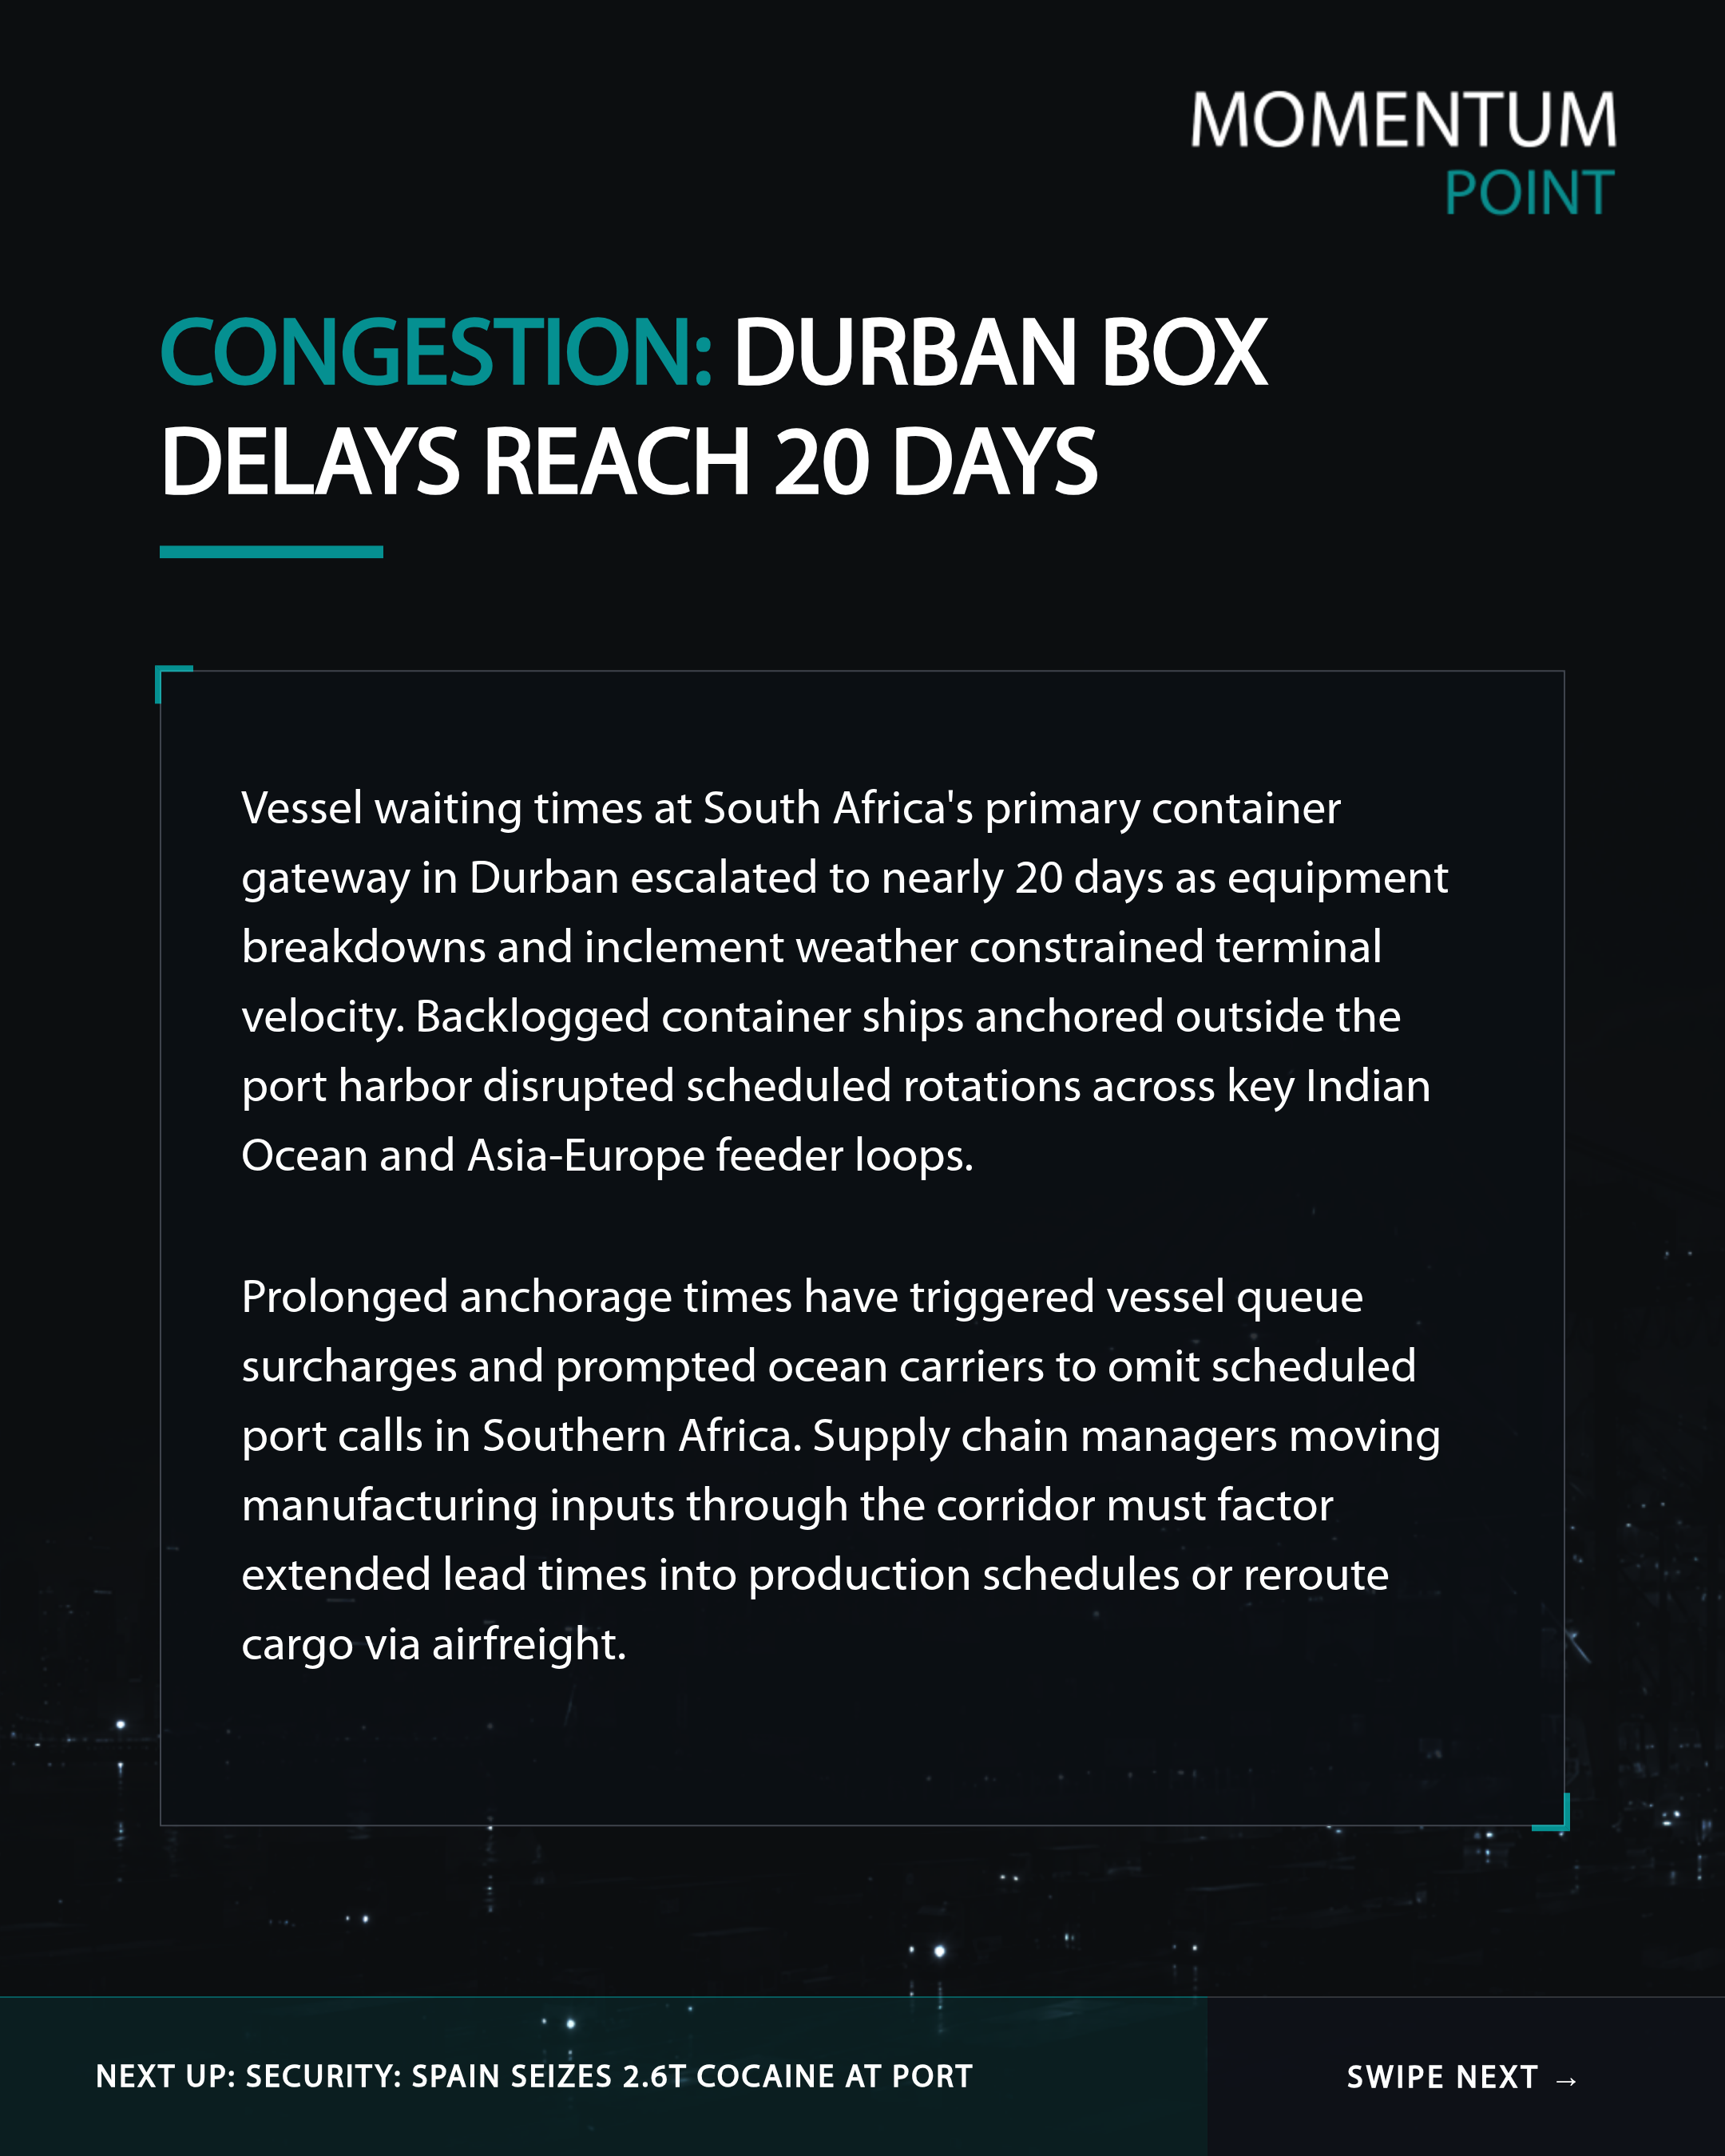 MOMENTUM
POINT
CONGESTION: DURBAN BOX
DELAYS REACH 20 DAYS
Vessel waiting times at South Africa's primary container
gateway in Durban escalated to nearly 20 days as equipment
breakdowns and inclement weather constrained terminal
velocity. Backlogged container ships anchored outside the
port harbor disrupted scheduled rotations across key Indian
Ocean and Asia-Europe feeder loops.
Prolonged anchorage times have triggered vessel queue
surcharges and prompted ocean carriers to omit scheduled
port calls in Southern Africa. Supply chain managers moving
manufacturing inputs through the corridor must factor
extended lead times into production schedules or reroute
cargo via airfreight.
NEXT UP: SECURITY: SPAIN SEIZES 2.6T COCAINE AT PORT
SWIPE NEXT →